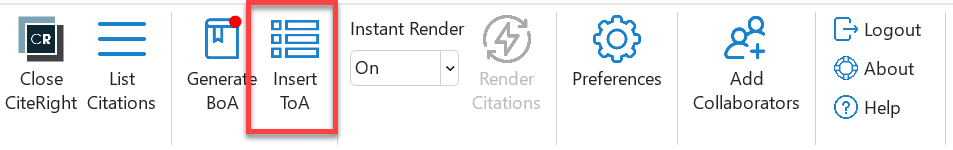 CR
Close
CiteRight
List
Citations
Generate
BoA
Insert
ToA
Instant Render
On
Render
Citations
Preferences
Add
Collaborators
Logout
About
? Help